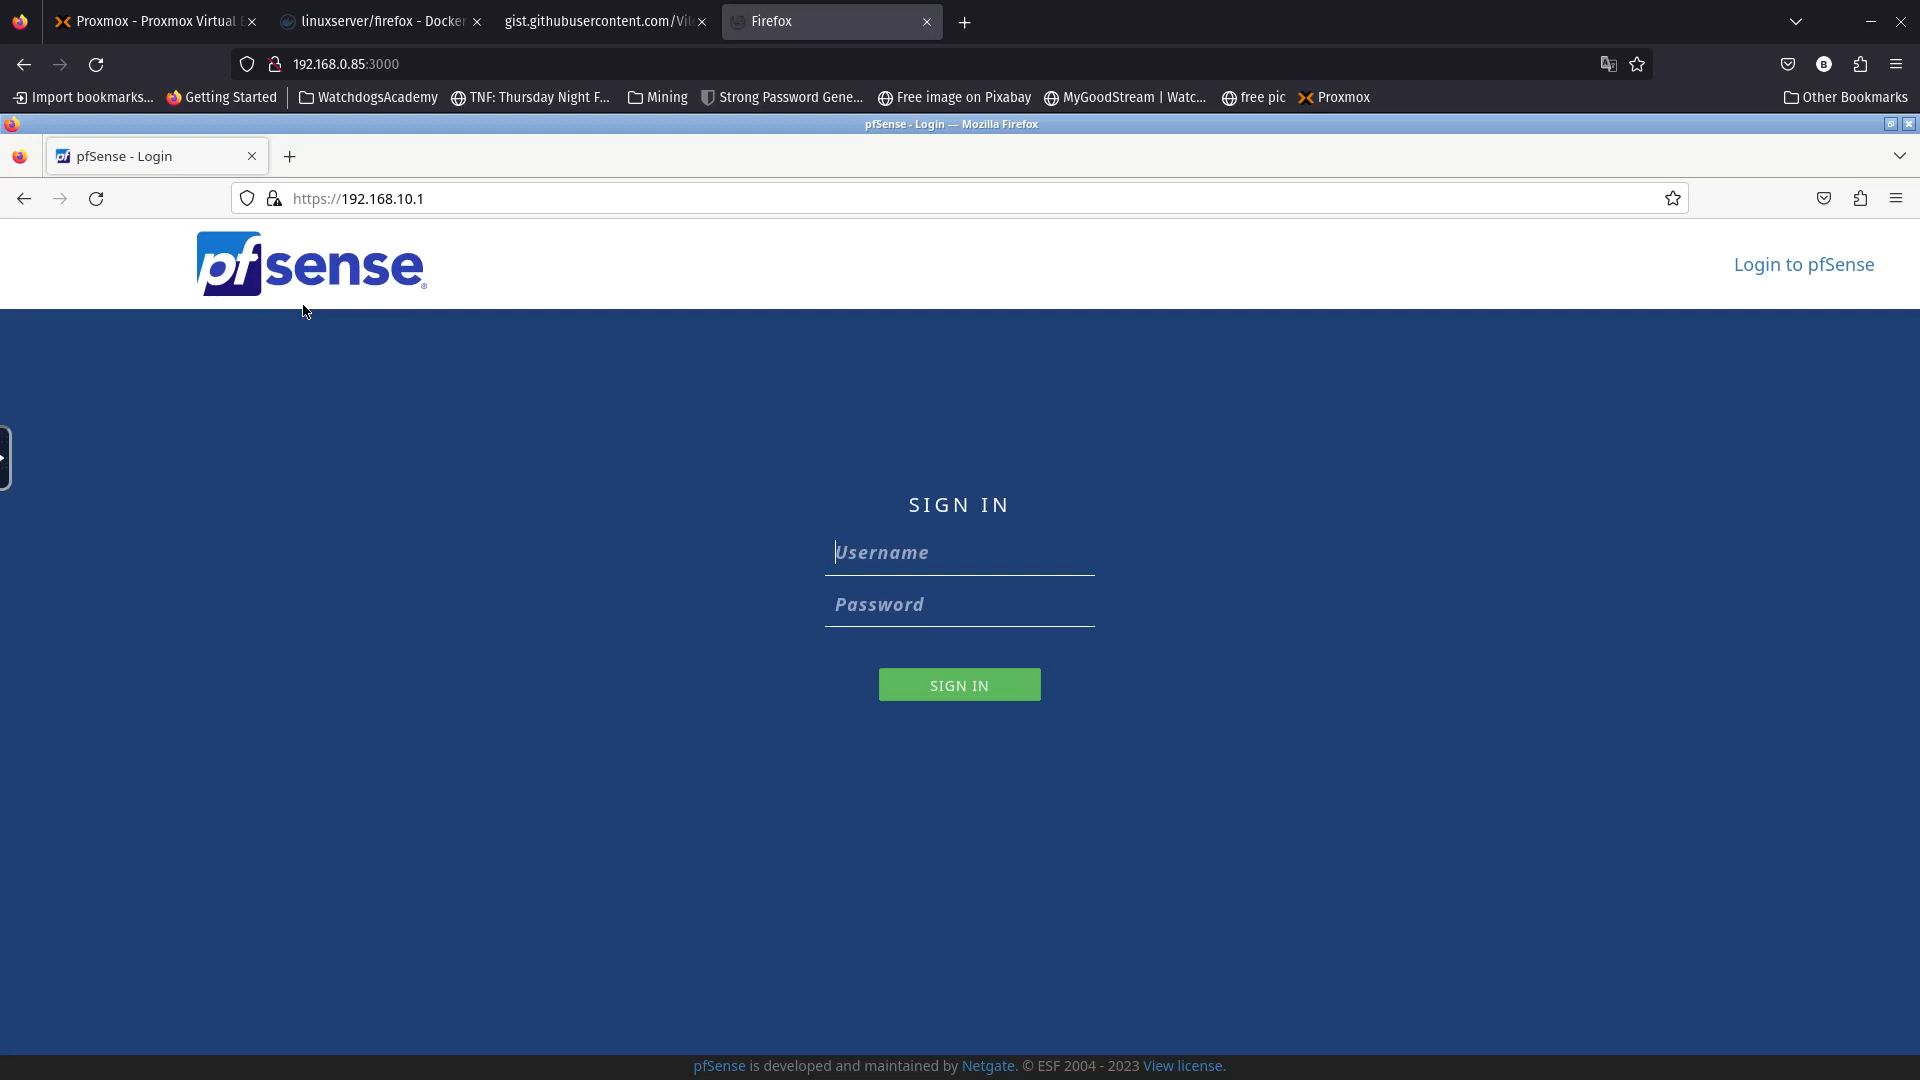 Proxmox - Proxmox Virtual E
linuxserver/firefox - Docker
gist.githubusercontent.com/Vil
Firefox
192.168.0.85:3000
B
Import bookmarks...
Getting Started
WatchdogsAcademy
TNF: Thursday Night F...
Mining
Strong Password Gene...
Free image on Pixabay
MyGoodStream | Watc...
free pic
Proxmox
Other Bookmarks
pfSense - Login — Mozilla Firefox
pfSense - Login
https://192.168.10.1
pfsense®
Login to pfSense
SIGN IN
Username
Password
SIGN IN
pfSense is developed and maintained by Netgate. © ESF 2004 - 2023 View license.